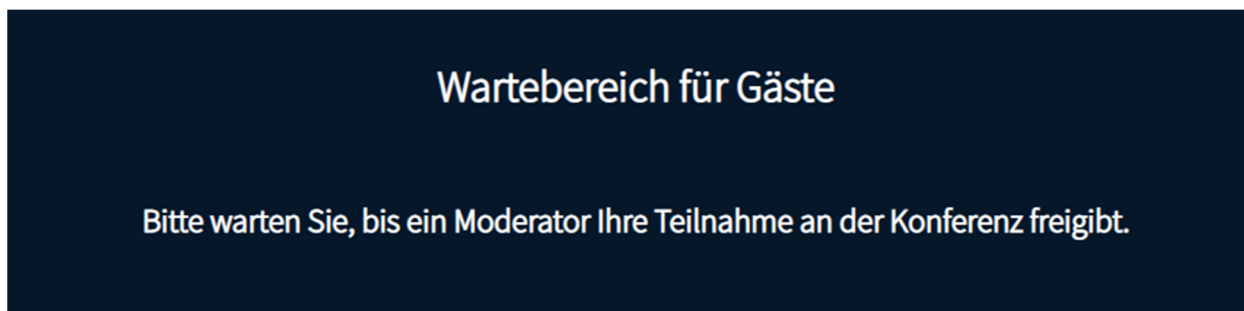 Wartebereich für Gäste
Bitte warten Sie, bis ein Moderator Ihre Teilnahme an der Konferenz freigibt.